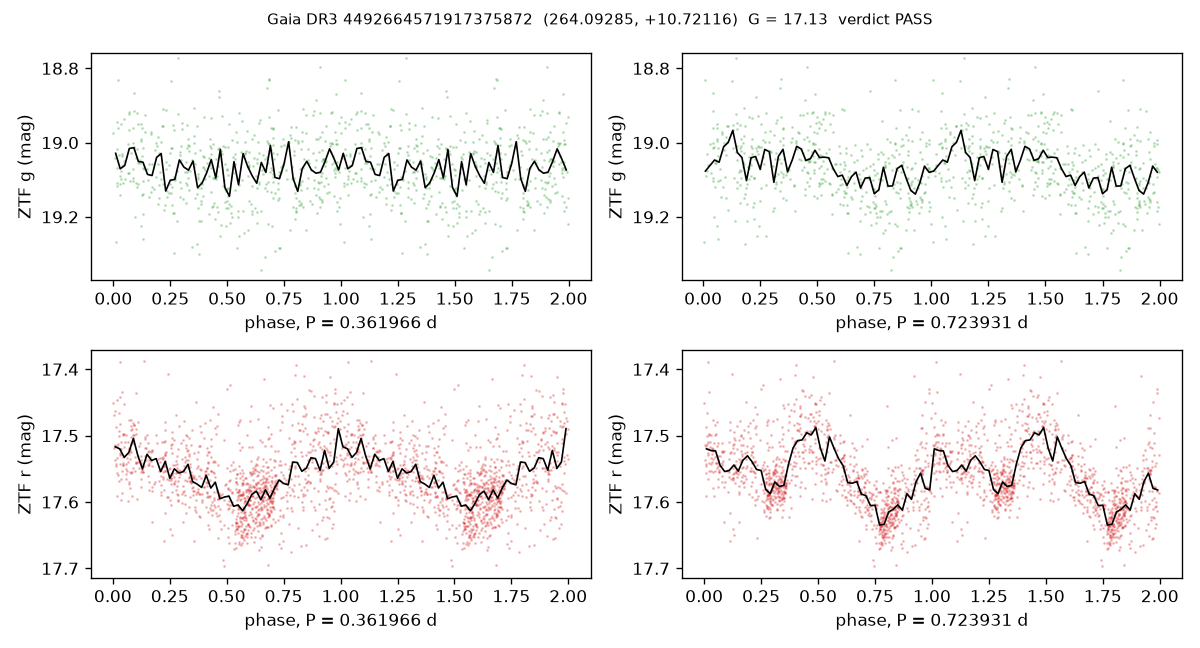 Gaia DR3 4492664571917375872 (264.09285, +10.72116) G = 17.13 verdict PASS
ZTF g (mag)
18.8
19.0
19.2
0.00 0.25 0.50 0.75 1.00 1.25 1.50 1.75 2.00
phase, P = 0.361966 d
ZTF g (mag)
18.8
19.0
19.2
0.00 0.25 0.50 0.75 1.00 1.25 1.50 1.75 2.00
phase, P = 0.723931 d
ZTF r (mag)
17.4
17.5
17.6
17.7
0.00 0.25 0.50 0.75 1.00 1.25 1.50 1.75 2.00
phase, P = 0.361966 d
ZTF r (mag)
17.4
17.5
17.6
17.7
0.00 0.25 0.50 0.75 1.00 1.25 1.50 1.75 2.00
phase, P = 0.723931 d